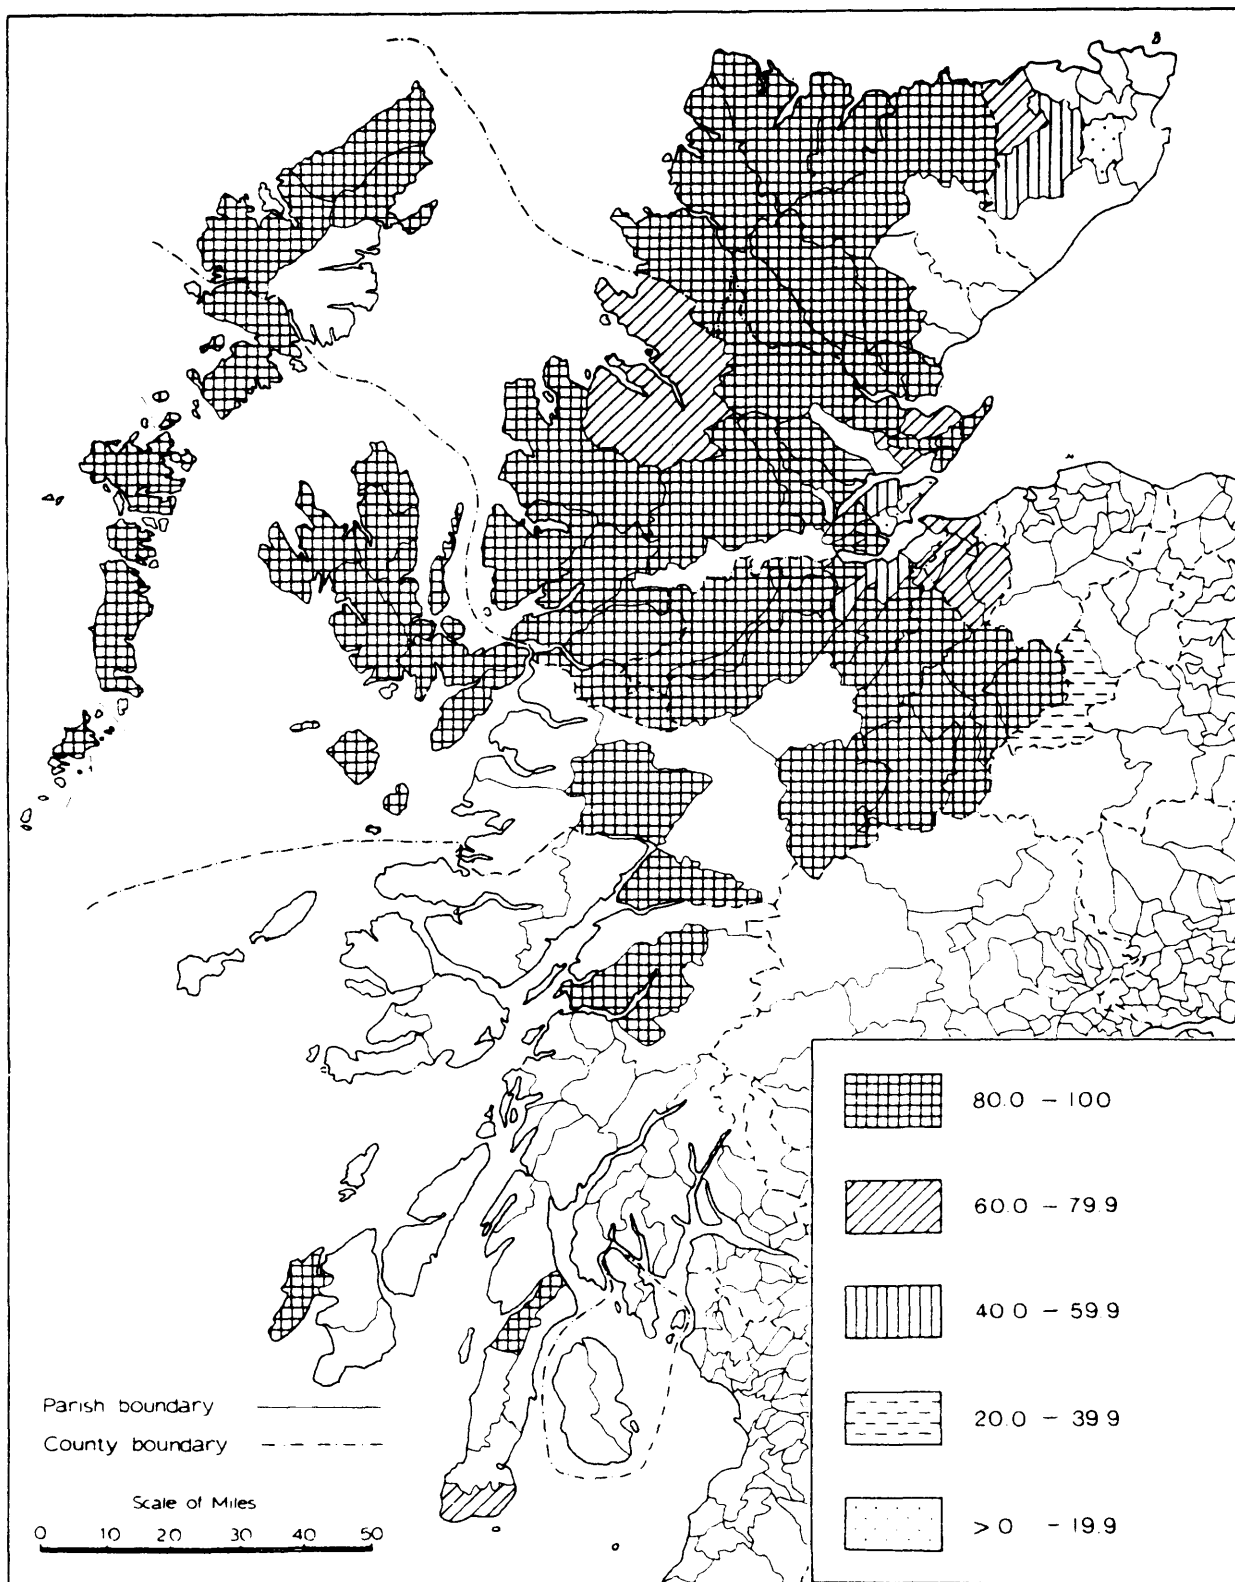 80.0 – 100
60.0 – 79.9
40.0 – 59.9
20.0 – 39.9
>0 – 19.9
Parish boundary
County boundary
Scale of Miles
0 10 20 30 40 50